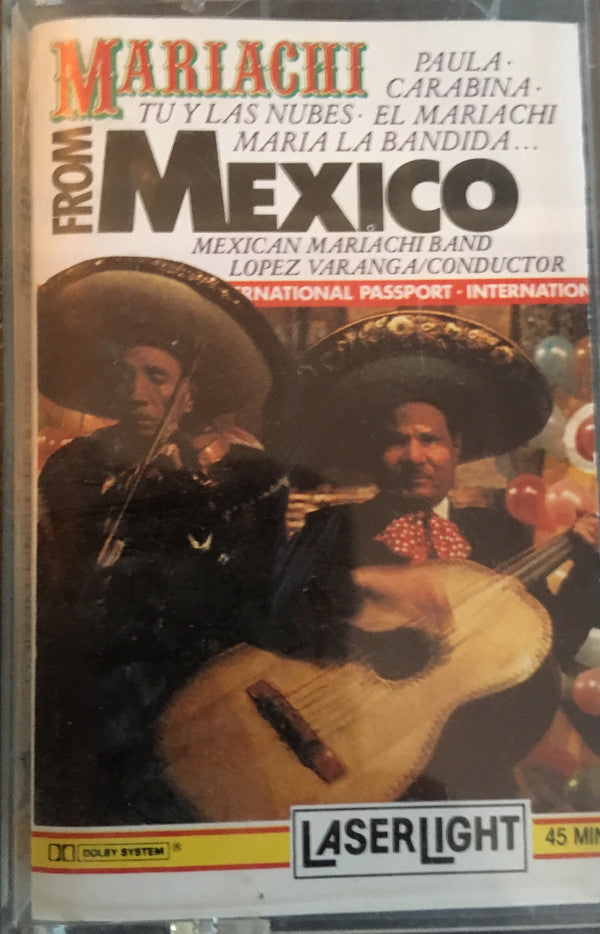 MARIACHI
FROM
MEXICO
PAULA·
CARABINA·
TU Y LAS NUBES· EL MARIACHI
MARIA LA BANDIDA...
MEXICAN MARIACHI BAND
LOPEZ VARANGA/CONDUCTOR
ERNATIONAL PASSPORT · INTERNATION
DOLBY SYSTEM ®
LASERLIGHT
45 MIN